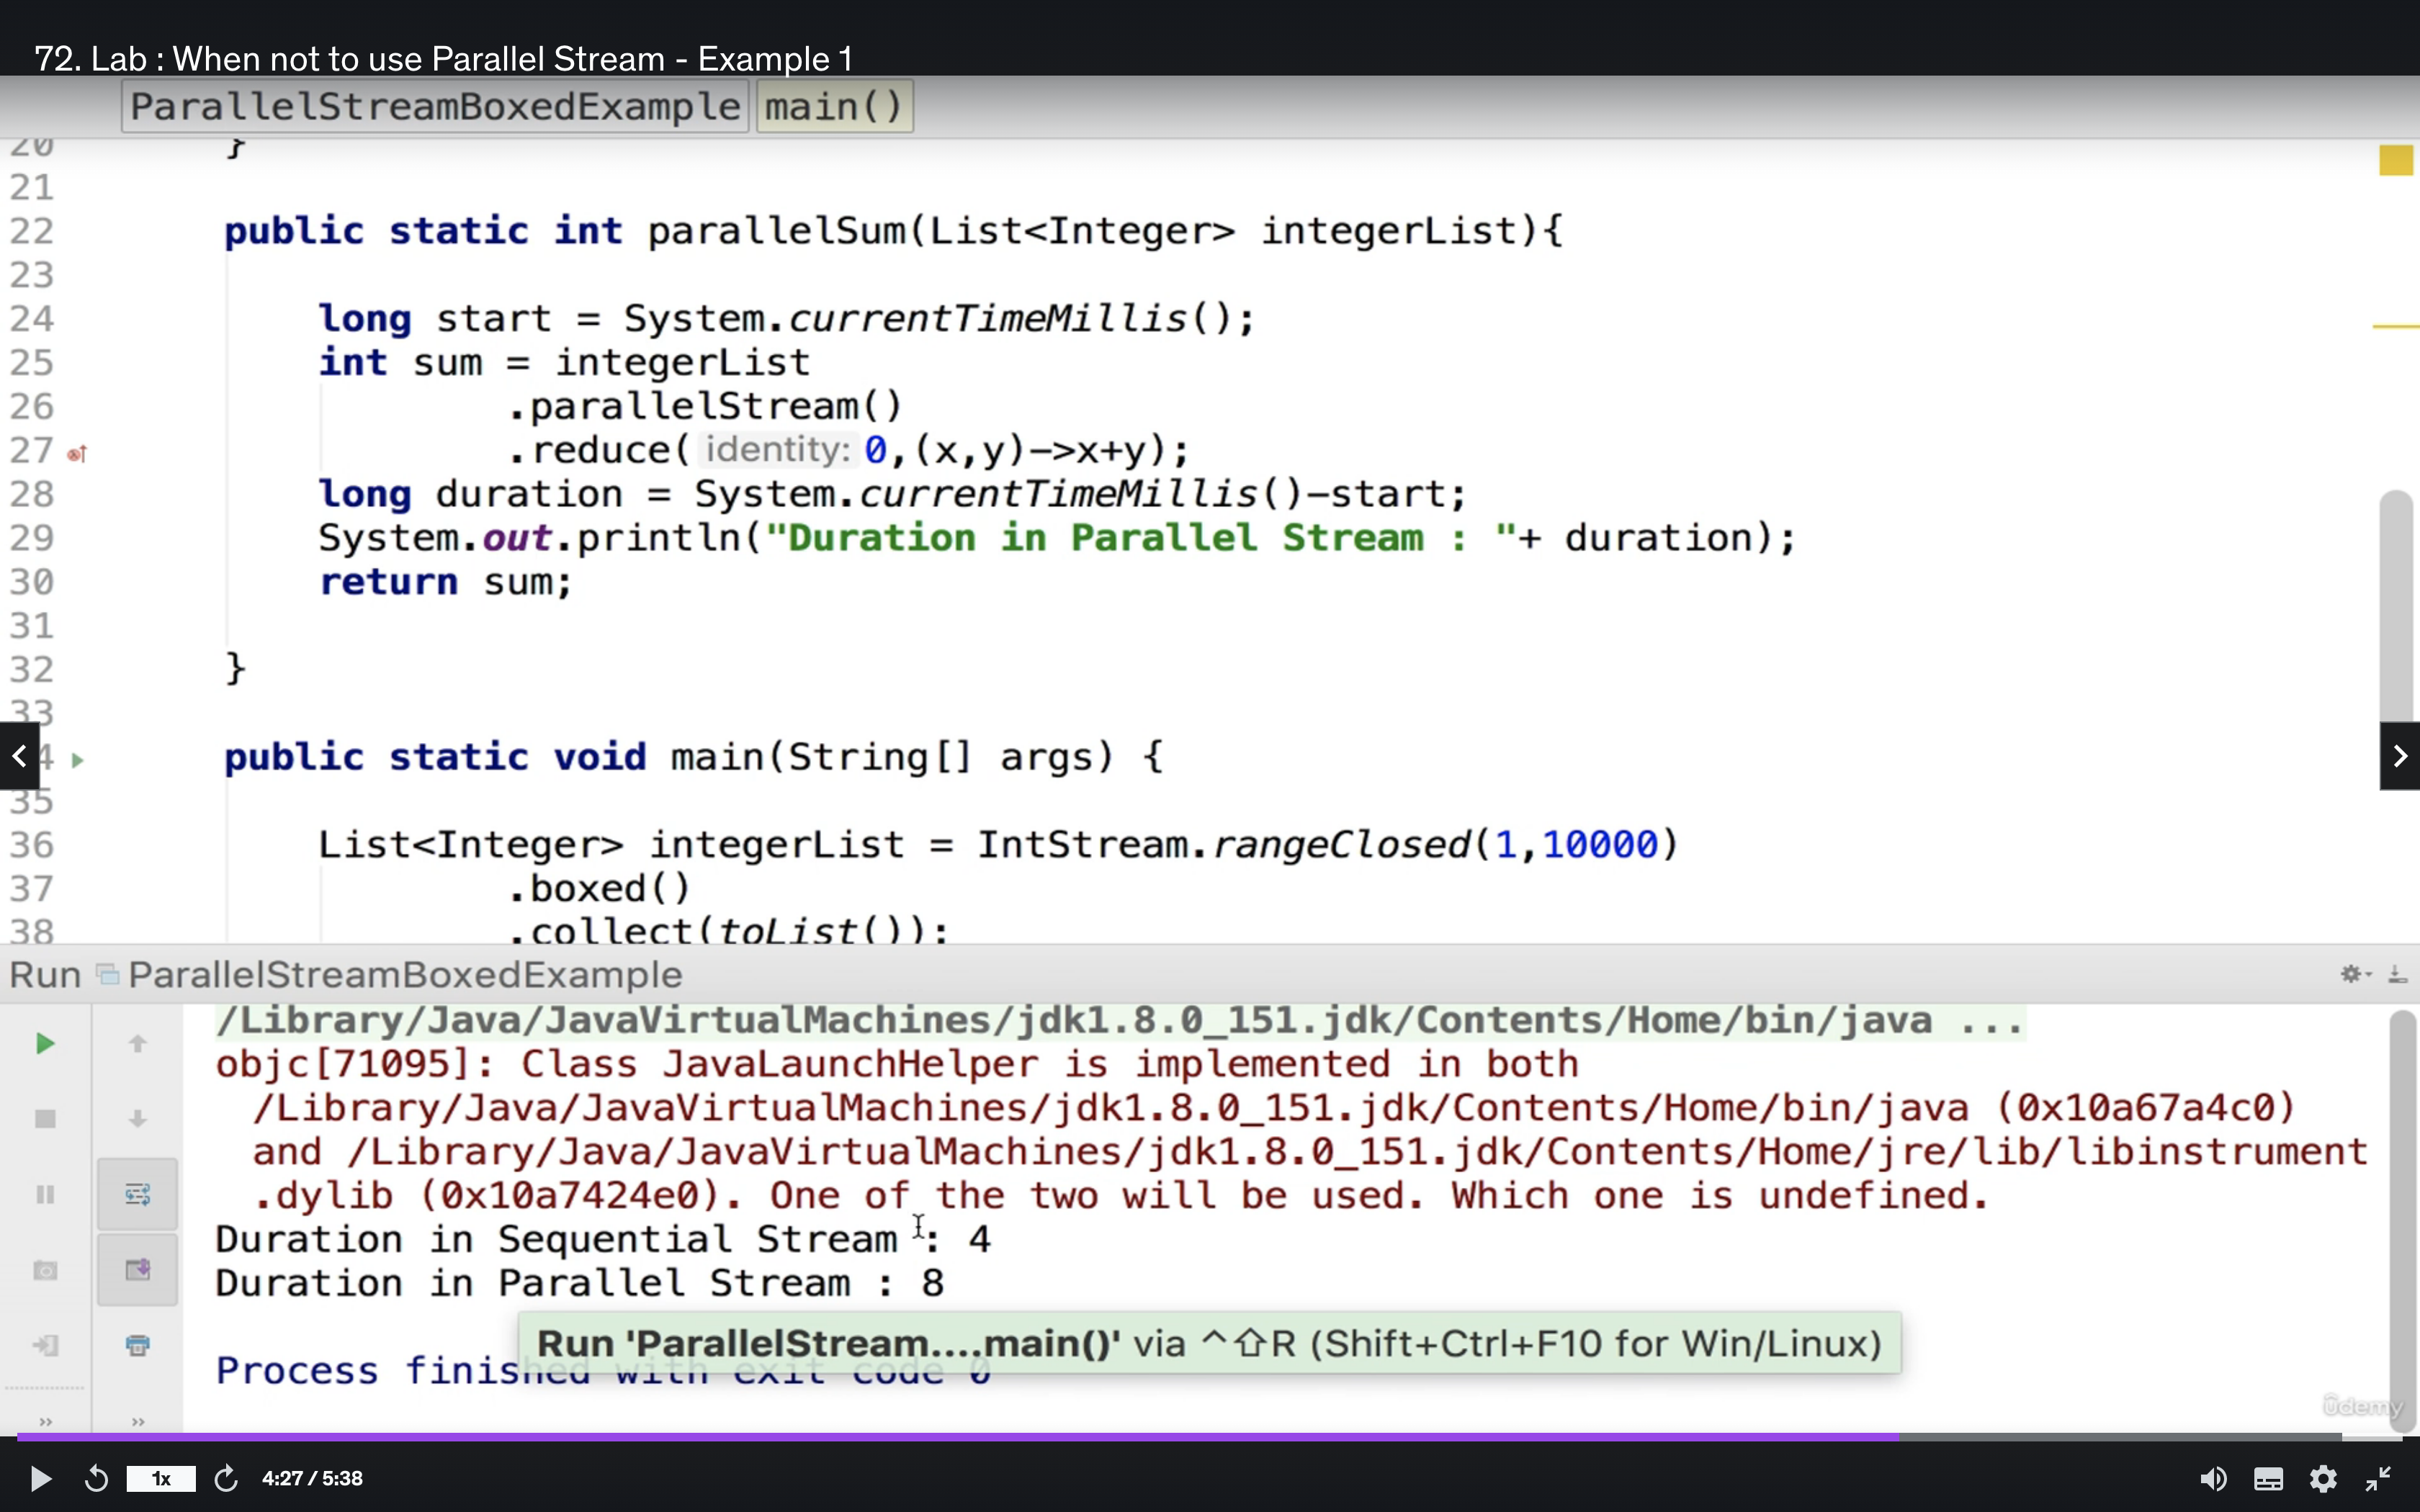 72. Lab : When not to use Parallel Stream - Example 1
ParallelStreamBoxedExample main()
20 }
21
22 public static int parallelSum(List<Integer> integerList){
23
24 long start = System.currentTimeMillis();
25 int sum = integerList
26 .parallelStream()
27 .reduce( identity: 0,(x,y)->x+y);
28 long duration = System.currentTimeMillis()-start;
29 System.out.println("Duration in Parallel Stream : "+ duration);
30 return sum;
31
32 }
33
4 public static void main(String[] args) {
35
36 List<Integer> integerList = IntStream.rangeClosed(1,10000)
37 .boxed()
38 .collect(toList());
Run ParallelStreamBoxedExample
/Library/Java/JavaVirtualMachines/jdk1.8.0_151.jdk/Contents/Home/bin/java ...
objc[71095]: Class JavaLaunchHelper is implemented in both
/Library/Java/JavaVirtualMachines/jdk1.8.0_151.jdk/Contents/Home/bin/java (0x10a67a4c0)
and /Library/Java/JavaVirtualMachines/jdk1.8.0_151.jdk/Contents/Home/jre/lib/libinstrument
.dylib (0x10a7424e0). One of the two will be used. Which one is undefined.
Duration in Sequential Stream : 4
Duration in Parallel Stream : 8
Run 'ParallelStream....main()' via ^⇧R (Shift+Ctrl+F10 for Win/Linux)
Process finished with exit code 0
ûdemy
1x 4:27 / 5:38